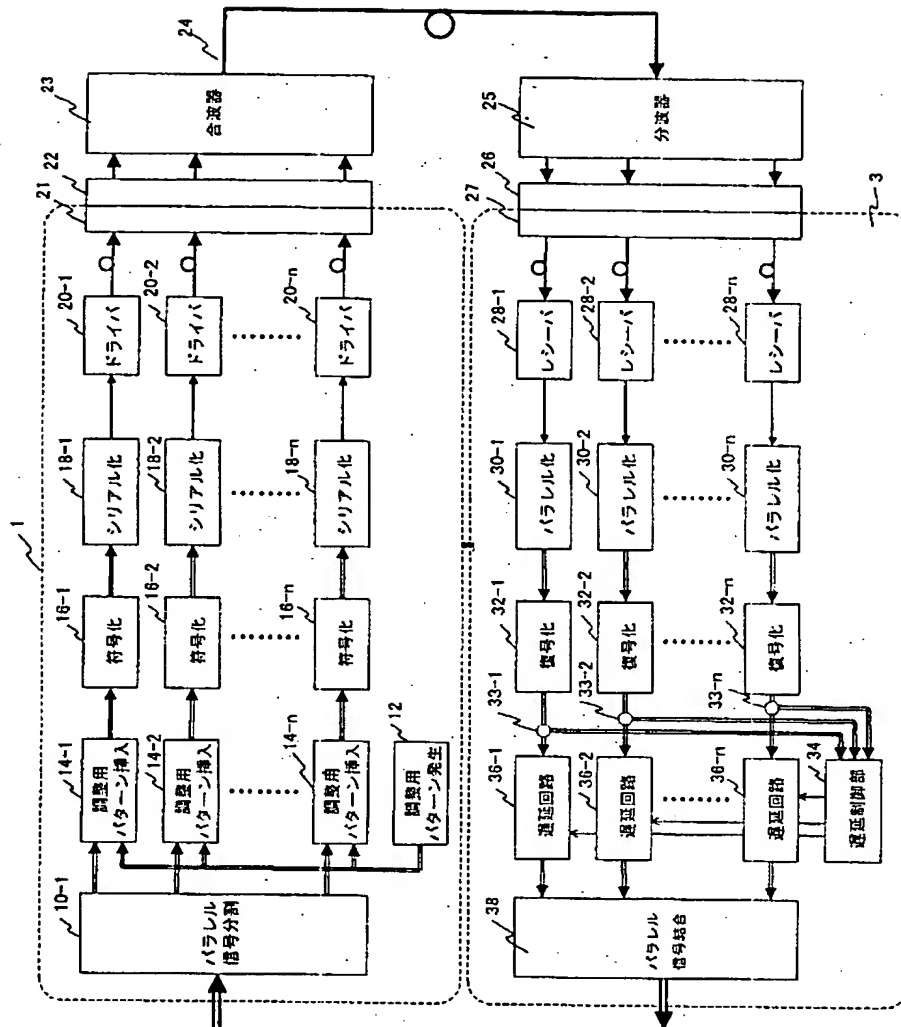 1
10-1
パラレル
信号分割
14-1
調整用
パターン挿入
14-2
調整用
パターン挿入
14-n
調整用
パターン挿入
12
調整用
パターン発生
16-1
符号化
16-2
符号化
16-n
符号化
18-1
シリアル化
18-2
シリアル化
18-n
シリアル化
20-1
ドライバ
20-2
ドライバ
20-n
ドライバ
21
22
23
合波器
24
25
分波器
26
27
3
28-1
レシーバ
28-2
レシーバ
28-n
レシーバ
30-1
パラレル化
30-2
パラレル化
30-n
パラレル化
32-1
復号化
32-2
復号化
32-n
復号化
33-1
33-2
33-n
36-1
遅延回路
36-2
遅延回路
36-n
遅延回路
34
遅延制御部
38
パラレル
信号結合